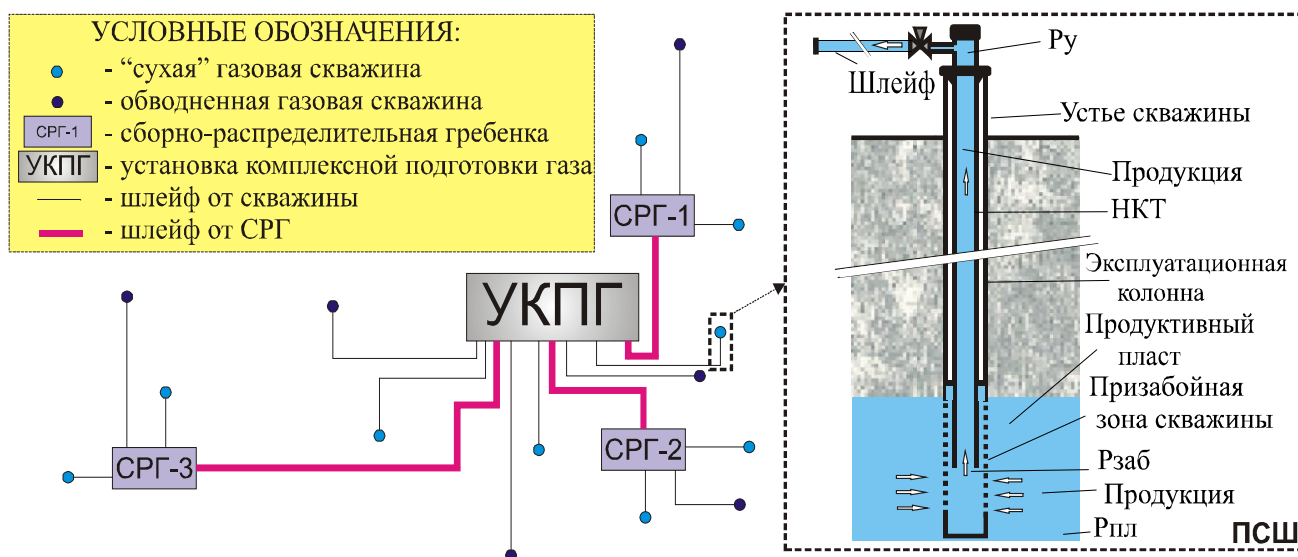 УСЛОВНЫЕ ОБОЗНАЧЕНИЯ:
- “сухая” газовая скважина
- обводненная газовая скважина
СРГ-1 - сборно-распределительная гребенка
УКПГ - установка комплексной подготовки газа
- шлейф от скважины
- шлейф от СРГ
СРГ-1
УКПГ
СРГ-2
СРГ-3
Ру
Шлейф
Устье скважины
Продукция
НКТ
Эксплуатационная
колонна
Продуктивный
пласт
Призабойная
зона скважины
Рзаб
Продукция
Рпл
ПСШ